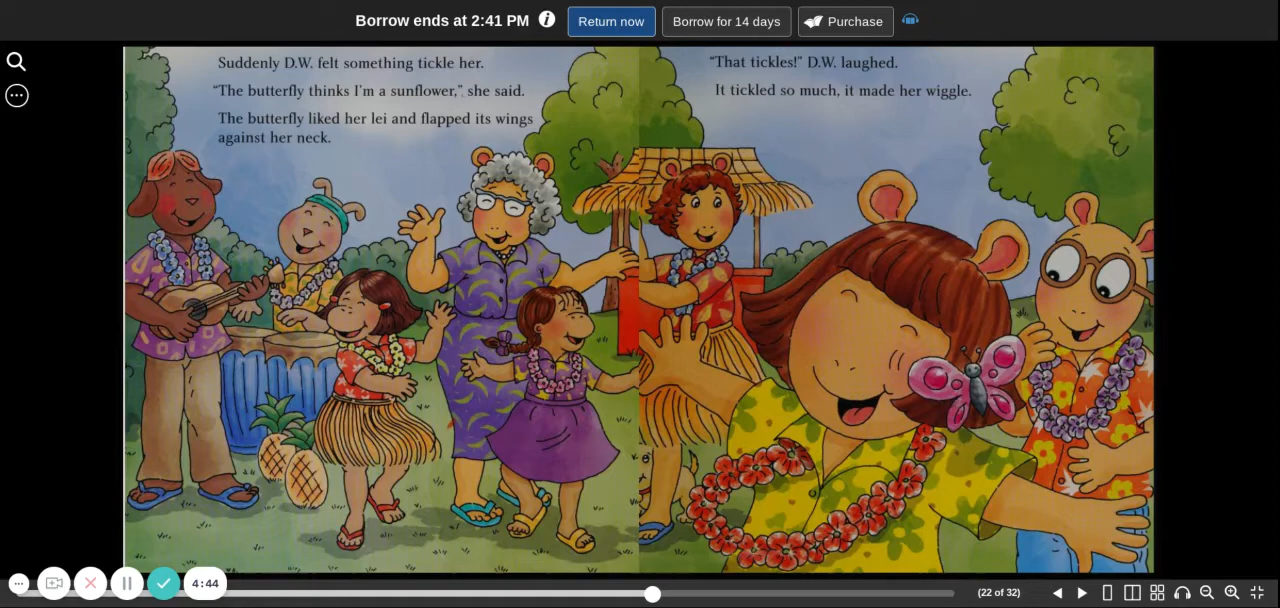 Borrow ends at 2:41 PM
Return now
Borrow for 14 days
Purchase
Suddenly D.W. felt something tickle her.
"The butterfly thinks I'm a sunflower," she said.
The butterfly liked her lei and flapped its wings
against her neck.
"That tickles!" D.W. laughed.
It tickled so much, it made her wiggle.
4:44
(22 of 32)